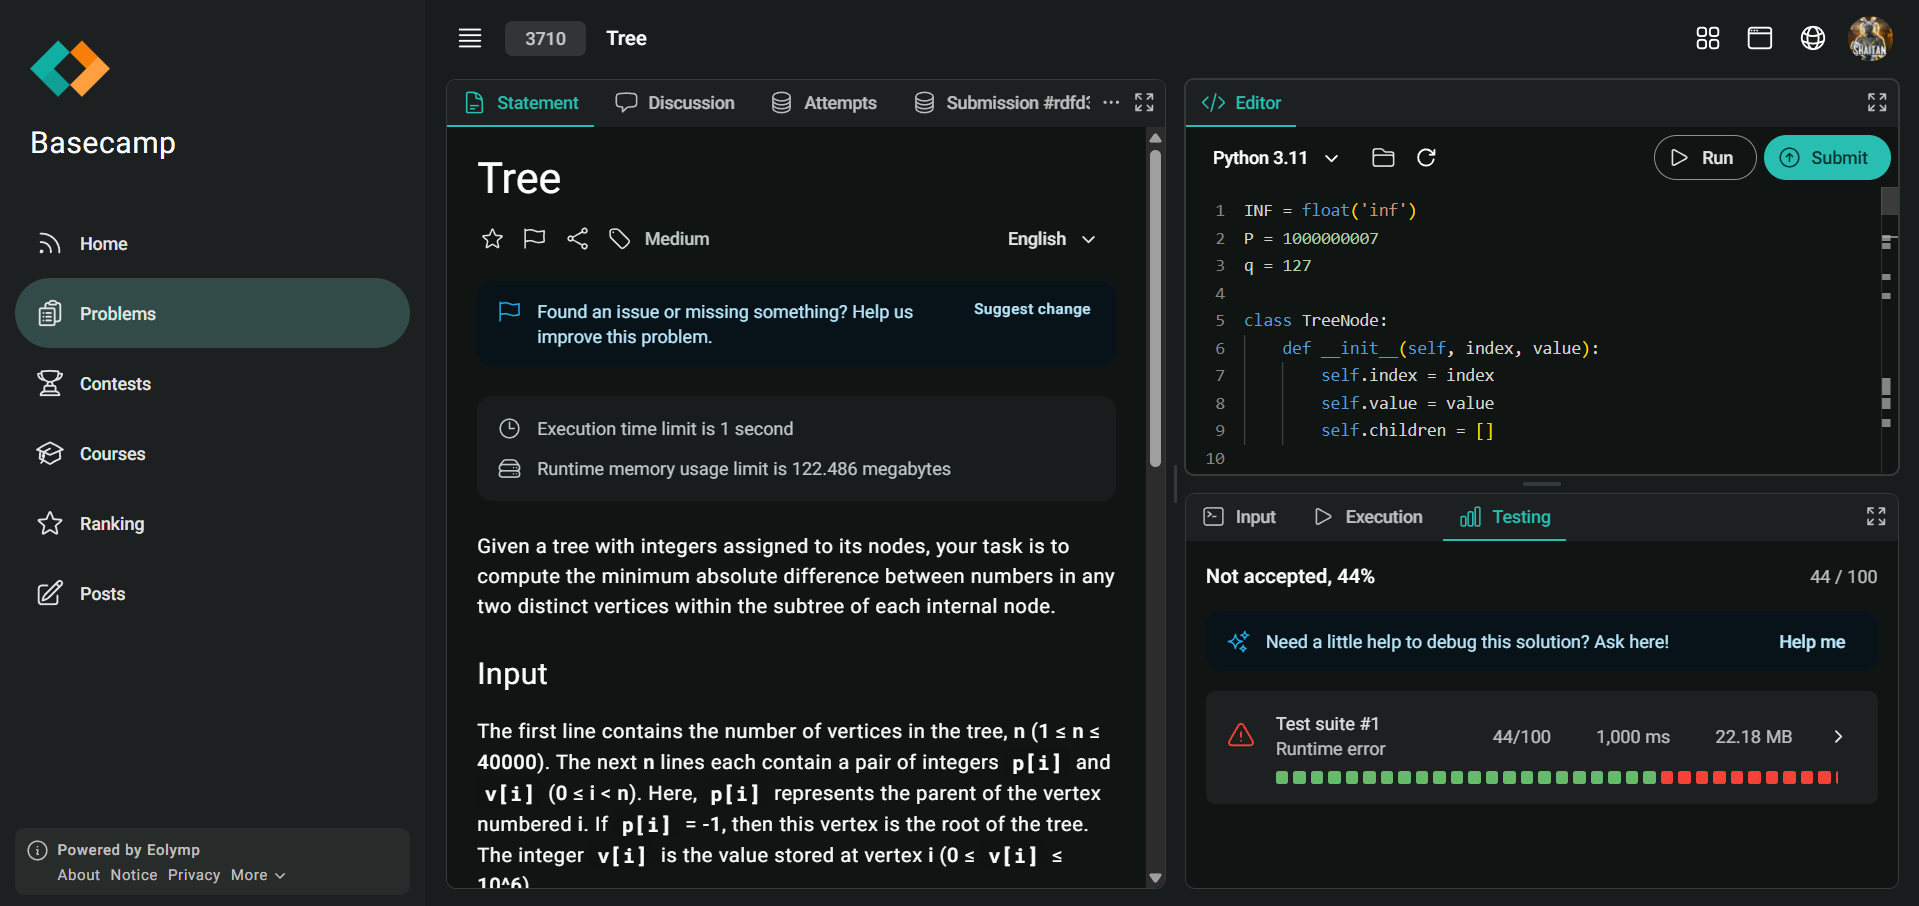 Basecamp
Home
Problems
Contests
Courses
Ranking
Posts
Powered by Eolymp
About Notice Privacy More
3710 Tree
Statement Discussion Attempts Submission #rdfd
Tree
Medium
English
Found an issue or missing something? Help us
improve this problem.
Suggest change
Execution time limit is 1 second
Runtime memory usage limit is 122.486 megabytes
Given a tree with integers assigned to its nodes, your task is to
compute the minimum absolute difference between numbers in any
two distinct vertices within the subtree of each internal node.
Input
The first line contains the number of vertices in the tree, n (1 ≤ n ≤
40000). The next n lines each contain a pair of integers p[i] and
v[i] (0 ≤ i < n). Here, p[i] represents the parent of the vertex
numbered i. If p[i] = -1, then this vertex is the root of the tree.
The integer v[i] is the value stored at vertex i (0 ≤ v[i] ≤
10^6)
SHAITAN
Editor
Python 3.11
Run
Submit
1 INF = float('inf')
2 P = 1000000007
3 q = 127
4
5 class TreeNode:
6 def __init__(self, index, value):
7 self.index = index
8 self.value = value
9 self.children = []
10
Input Execution Testing
Not accepted, 44%
44 / 100
Need a little help to debug this solution? Ask here!
Help me
Test suite #1
Runtime error
44/100 1,000 ms 22.18 MB